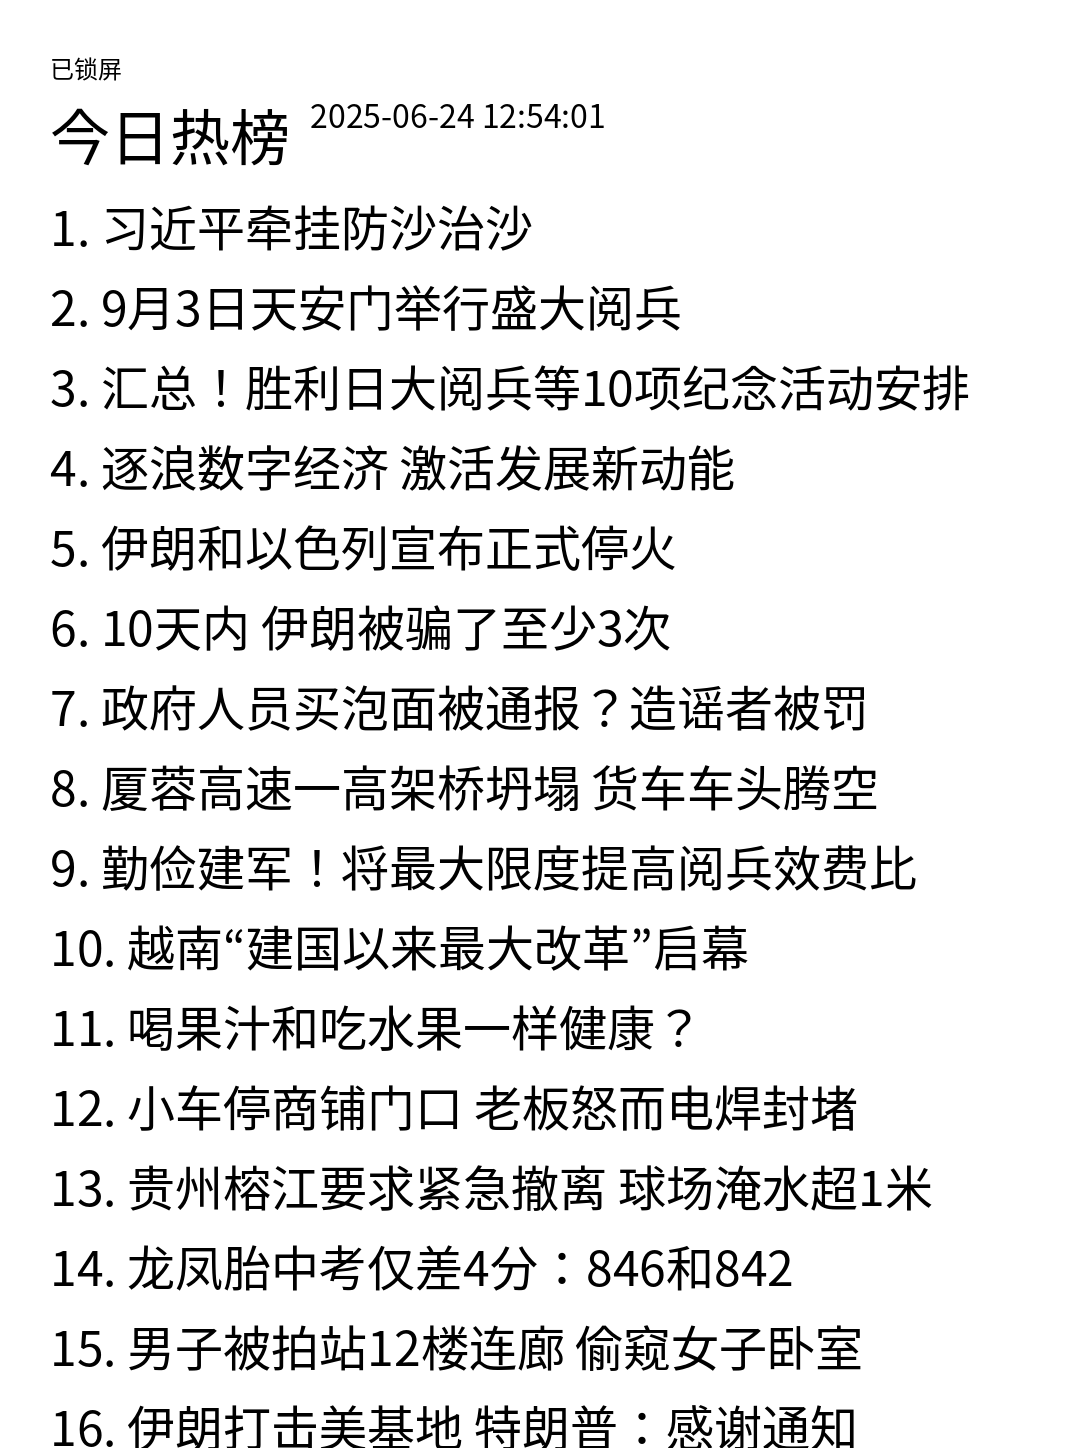 已锁屏
今日热榜 2025-06-24 12:54:01
1. 习近平牵挂防沙治沙
2. 9月3日天安门举行盛大阅兵
3. 汇总！胜利日大阅兵等10项纪念活动安排
4. 逐浪数字经济 激活发展新动能
5. 伊朗和以色列宣布正式停火
6. 10天内 伊朗被骗了至少3次
7. 政府人员买泡面被通报？造谣者被罚
8. 厦蓉高速一高架桥坍塌 货车车头腾空
9. 勤俭建军！将最大限度提高阅兵效费比
10. 越南“建国以来最大改革”启幕
11. 喝果汁和吃水果一样健康？
12. 小车停商铺门口 老板怒而电焊封堵
13. 贵州榕江要求紧急撤离 球场淹水超1米
14. 龙凤胎中考仅差4分：846和842
15. 男子被拍站12楼连廊 偷窥女子卧室
16. 伊朗打击美基地 特朗普：感谢通知